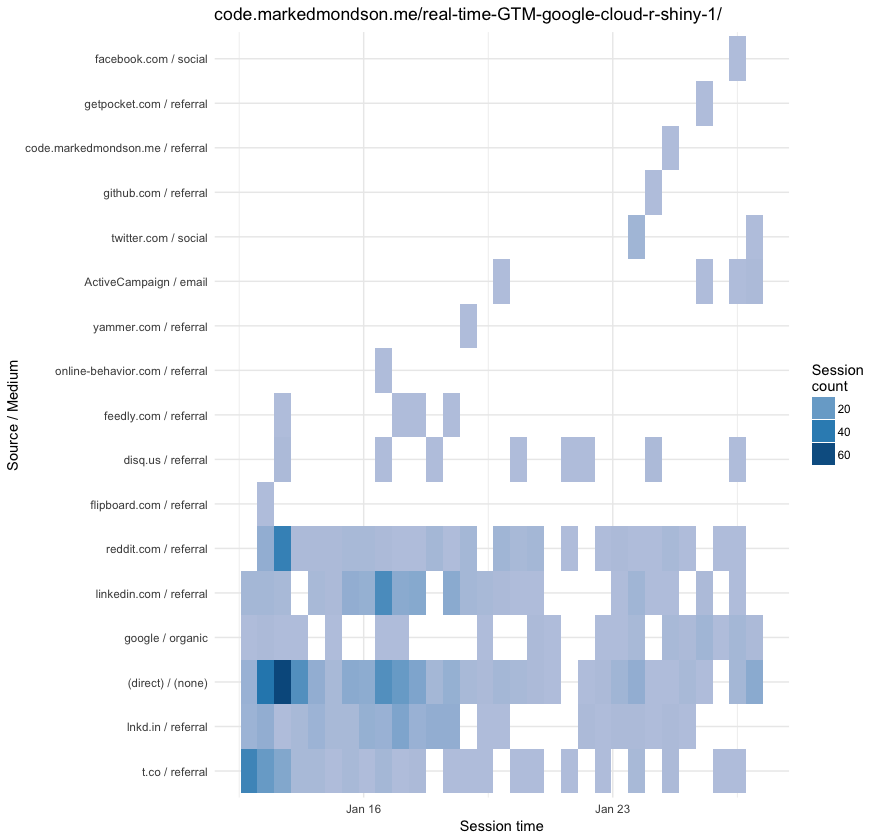 code.markedmondson.me/real-time-GTM-google-cloud-r-shiny-1/
facebook.com / social
getpocket.com / referral
code.markedmondson.me / referral
github.com / referral
twitter.com / social
ActiveCampaign / email
yammer.com / referral
online-behavior.com / referral
feedly.com / referral
disq.us / referral
flipboard.com / referral
reddit.com / referral
linkedin.com / referral
google / organic
(direct) / (none)
lnkd.in / referral
t.co / referral
Source / Medium
Jan 16
Jan 23
Session time
Session
count
20
40
60